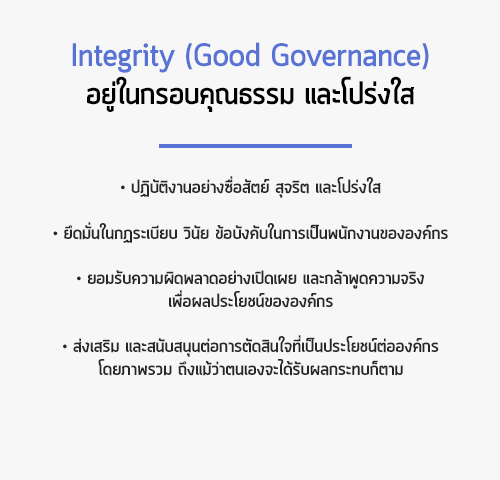 Integrity (Good Governance)
อยู่ในกรอบคุณธรรม และโปร่งใส
• ปฏิบัติงานอย่างซื่อสัตย์ สุจริต และโปร่งใส
• ยึดมั่นในกฎระเบียบ วินัย ข้อบังคับในการเป็นพนักงานขององค์กร
• ยอมรับความผิดพลาดอย่างเปิดเผย และกล้าพูดความจริง
เพื่อผลประโยชน์ขององค์กร
• ส่งเสริม และสนับสนุนต่อการตัดสินใจที่เป็นประโยชน์ต่อองค์กร
โดยภาพรวม ถึงแม้ว่าตนเองจะได้รับผลกระทบก็ตาม